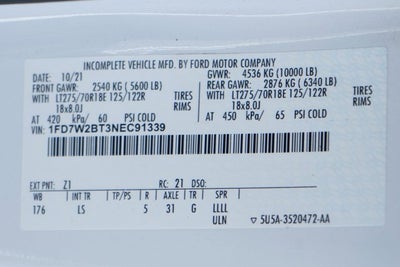 INCOMPLETE VEHICLE MFD. BY FORD MOTOR COMPANY
DATE: 10/21 GVWR: 4536 KG (10000 LB)
FRONT GAWR: 2540 KG ( 5600 LB) REAR GAWR: 2876 KG ( 6340 LB)
WITH LT275/70R18E 125/122R TIRES WITH LT275/70R18E 125/122R TIRES
18x8.0J RIMS 18x8.0J RIMS
AT 420 kPa/ 60 PSI COLD AT 450 kPa/ 65 PSI COLD
VIN: 1FD7W2BT3NEC91339
EXT PNT: Z1 RC: 21 DSO:
WB INT TR TP/PS R AXLE TR SPR
176 LS 5 31 G LLLL
ULN ▽ 5U5A-3520472-AA